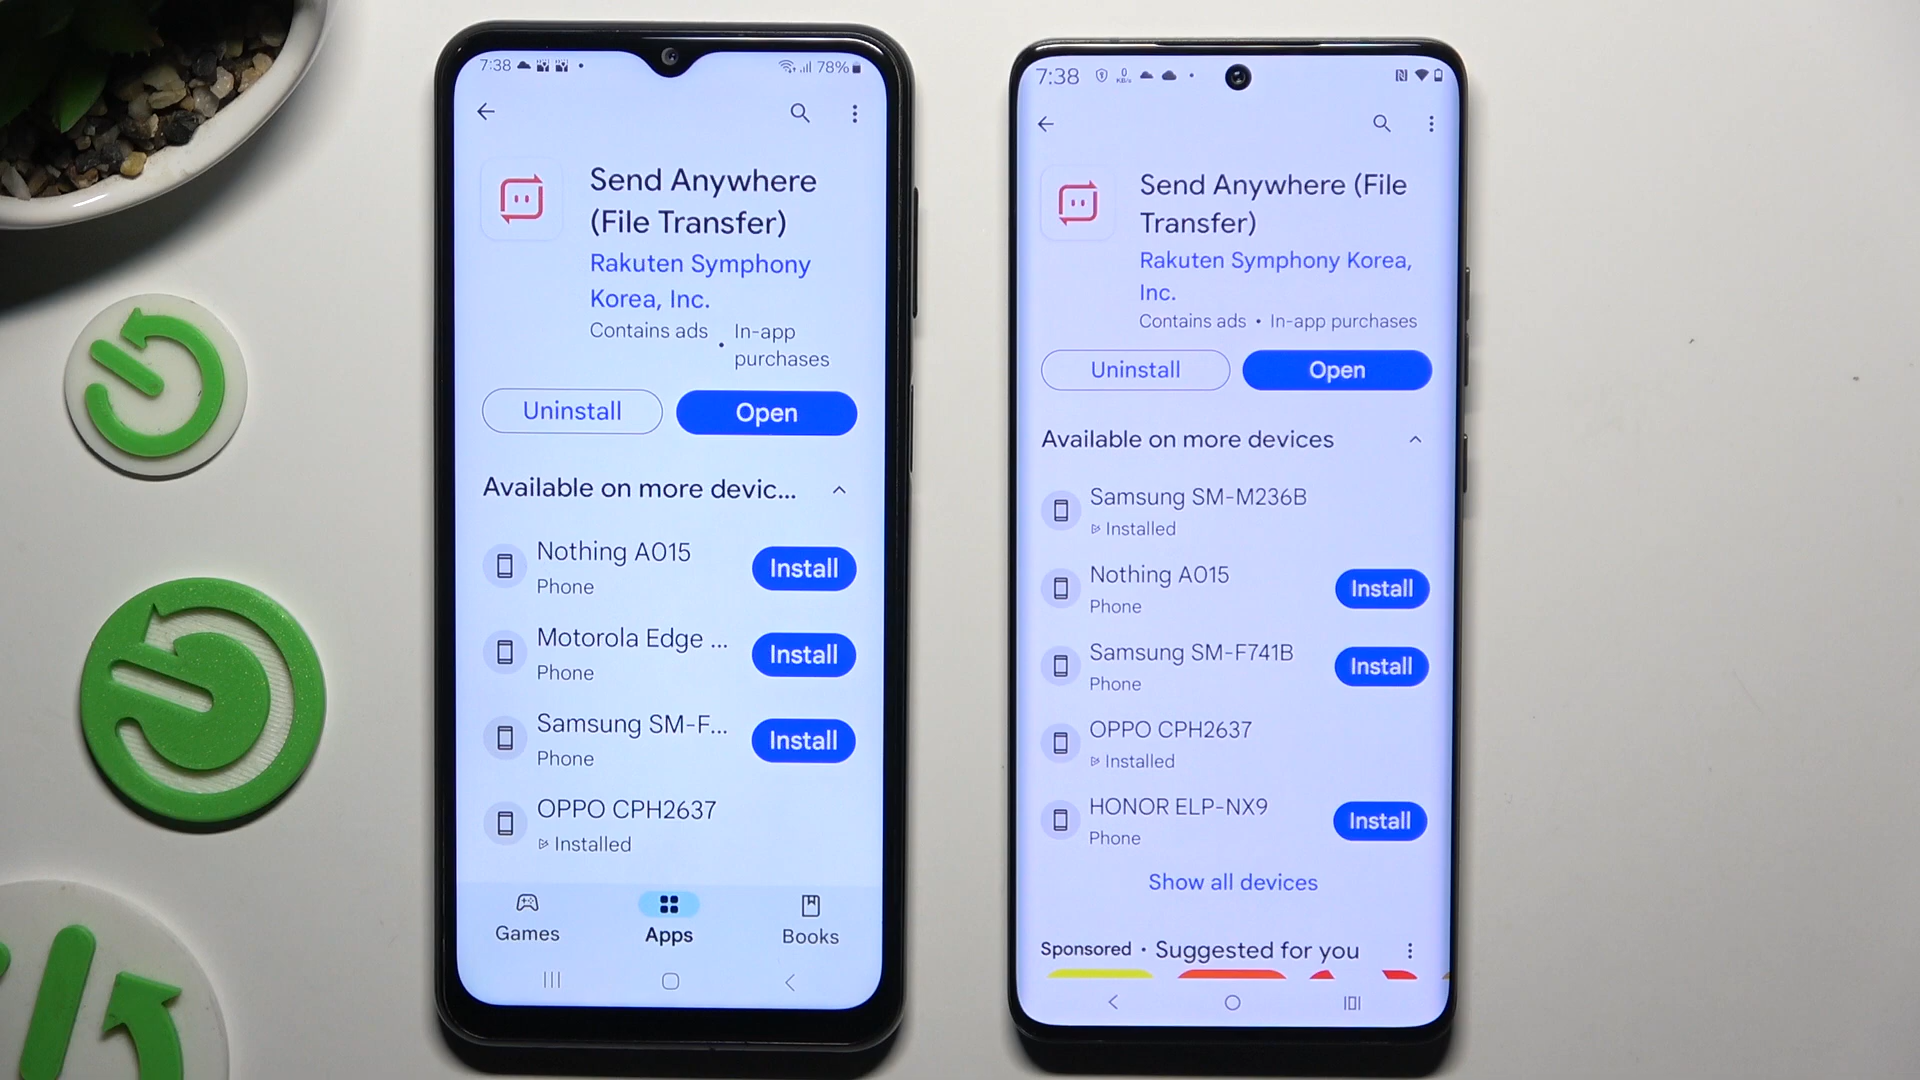 7:38
78%
Send Anywhere
(File Transfer)
Rakuten Symphony
Korea, Inc.
Contains ads • In-app
purchases
Uninstall
Open
Available on more devic...
Nothing A015
Phone
Install
Motorola Edge ...
Phone
Install
Samsung SM-F...
Phone
Install
OPPO CPH2637
Installed
Games
Apps
Books
7:38
0
KB/s
Send Anywhere (File
Transfer)
Rakuten Symphony Korea,
Inc.
Contains ads • In-app purchases
Uninstall
Open
Available on more devices
Samsung SM-M236B
Installed
Nothing A015
Phone
Install
Samsung SM-F741B
Phone
Install
OPPO CPH2637
Installed
HONOR ELP-NX9
Phone
Install
Show all devices
Sponsored • Suggested for you